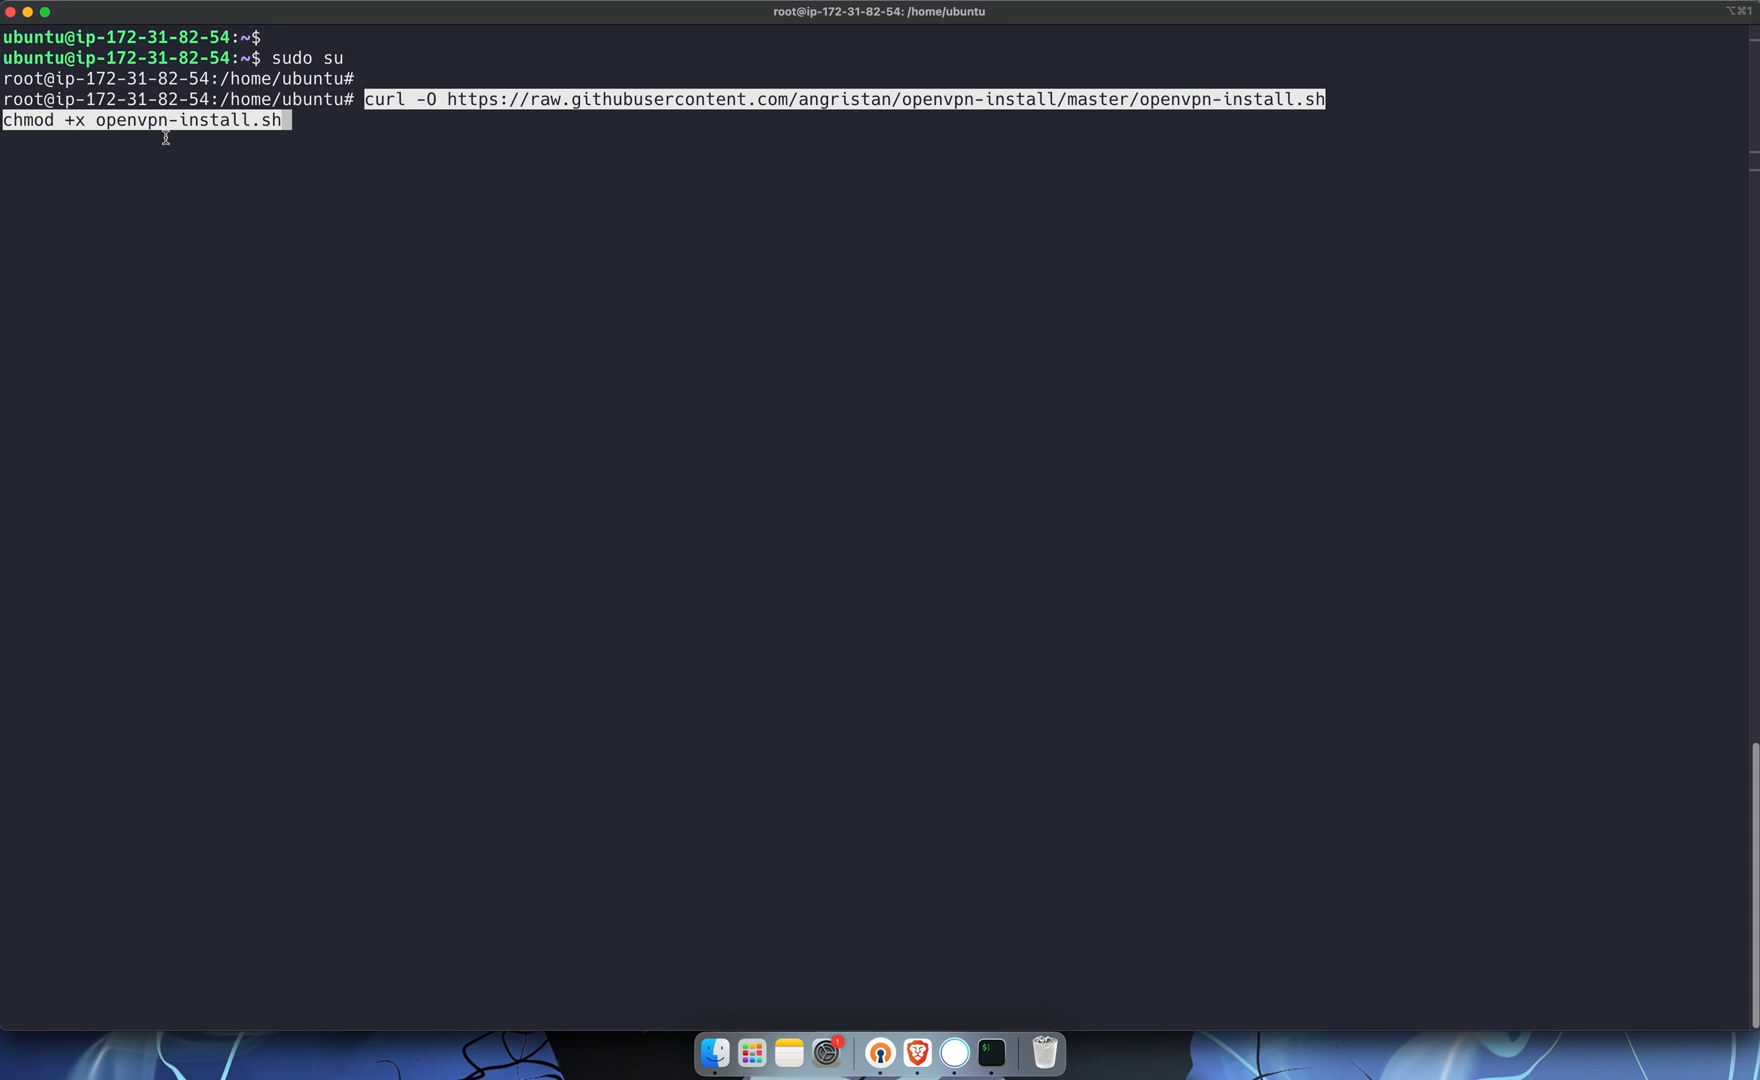 root@ip-172-31-82-54: /home/ubuntu
⌥⌘1
ubuntu@ip-172-31-82-54:~$
ubuntu@ip-172-31-82-54:~$ sudo su
root@ip-172-31-82-54:/home/ubuntu#
root@ip-172-31-82-54:/home/ubuntu# curl -O https://raw.githubusercontent.com/angristan/openvpn-install/master/openvpn-install.sh
chmod +x openvpn-install.sh
1
$